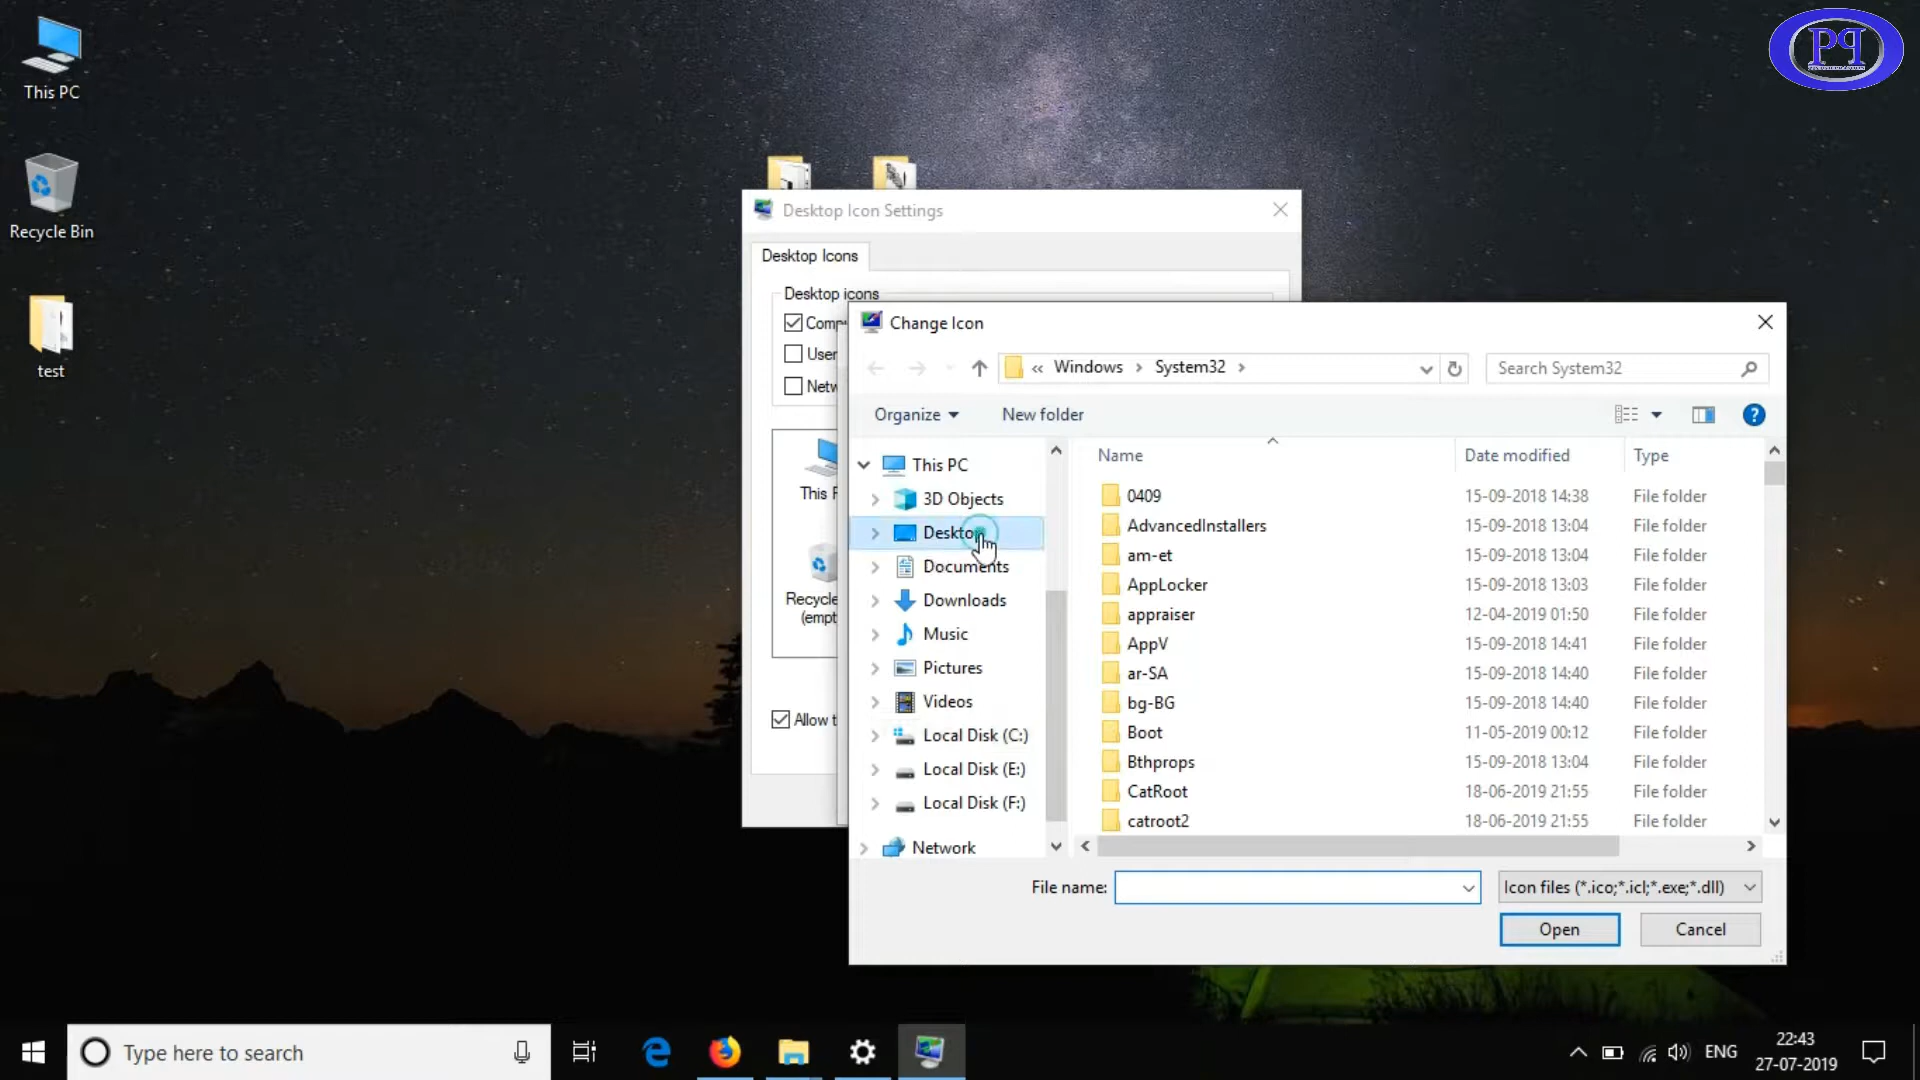 This PC
Recycle Bin
test
PP
Desktop Icon Settings
Desktop Icons
Desktop icons
Comp
User
Netw
This P
Recycle
(empt
Allow t
Change Icon
« Windows > System32 >
Search System32
Organize
New folder
This PC
3D Objects
Desktop
Documents
Downloads
Music
Pictures
Videos
Local Disk (C:)
Local Disk (E:)
Local Disk (F:)
Network
Name Date modified Type
0409 15-09-2018 14:38 File folder
AdvancedInstallers 15-09-2018 13:04 File folder
am-et 15-09-2018 13:04 File folder
AppLocker 15-09-2018 13:03 File folder
appraiser 12-04-2019 01:50 File folder
AppV 15-09-2018 14:41 File folder
ar-SA 15-09-2018 14:40 File folder
bg-BG 15-09-2018 14:40 File folder
Boot 11-05-2019 00:12 File folder
Bthprops 15-09-2018 13:04 File folder
CatRoot 18-06-2019 21:55 File folder
catroot2 18-06-2019 21:55 File folder
File name:
Icon files (*.ico;*.icl;*.exe;*.dll)
Open
Cancel
Type here to search
ENG
22:43
27-07-2019